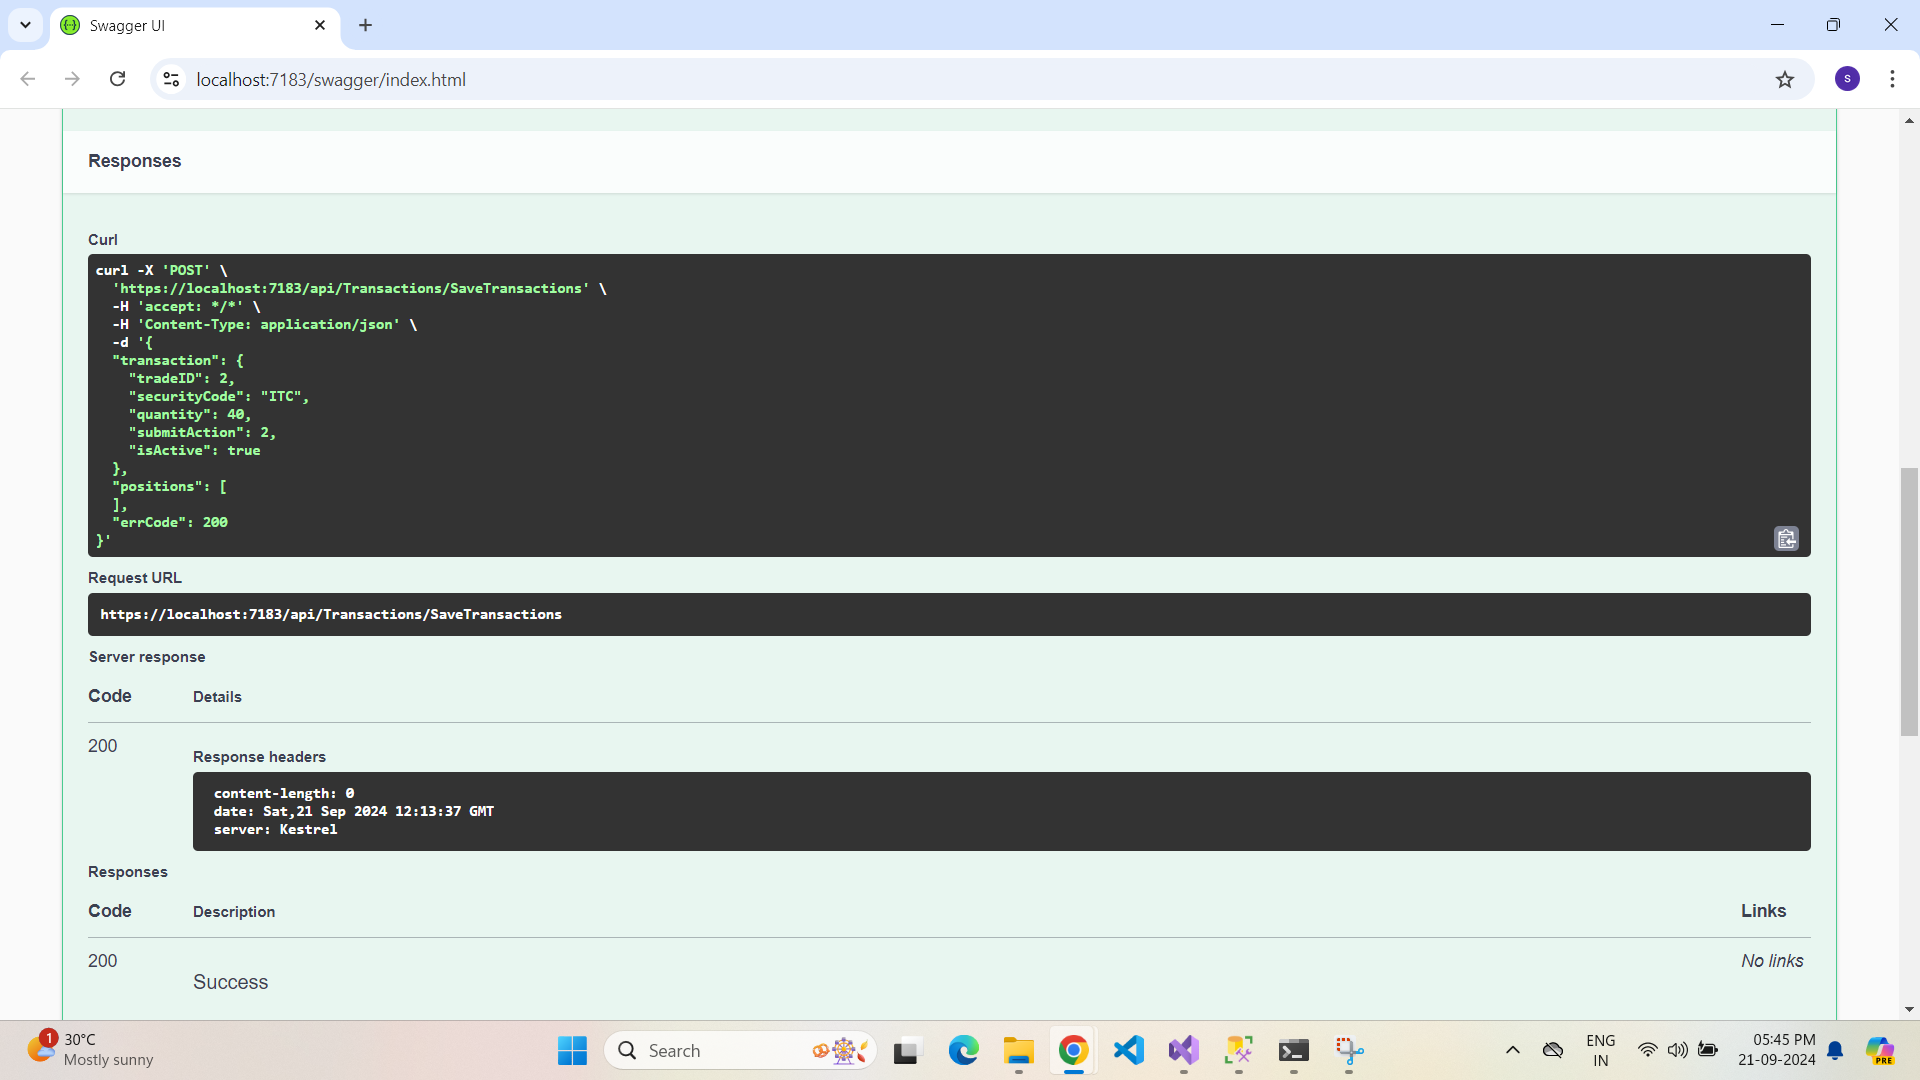 Swagger UI
localhost:7183/swagger/index.html
s
Responses
Curl
curl -X 'POST' \
'https://localhost:7183/api/Transactions/SaveTransactions' \
-H 'accept: */*' \
-H 'Content-Type: application/json' \
-d '{
"transaction": {
"tradeID": 2,
"securityCode": "ITC",
"quantity": 40,
"submitAction": 2,
"isActive": true
},
"positions": [
],
"errCode": 200
}'
Request URL
https://localhost:7183/api/Transactions/SaveTransactions
Server response
Code Details
200
Response headers
content-length: 0
date: Sat,21 Sep 2024 12:13:37 GMT
server: Kestrel
Responses
Code Description Links
200 No links
Success
1 30°C
Mostly sunny
Search
ENG
IN
05:45 PM
21-09-2024
PRE